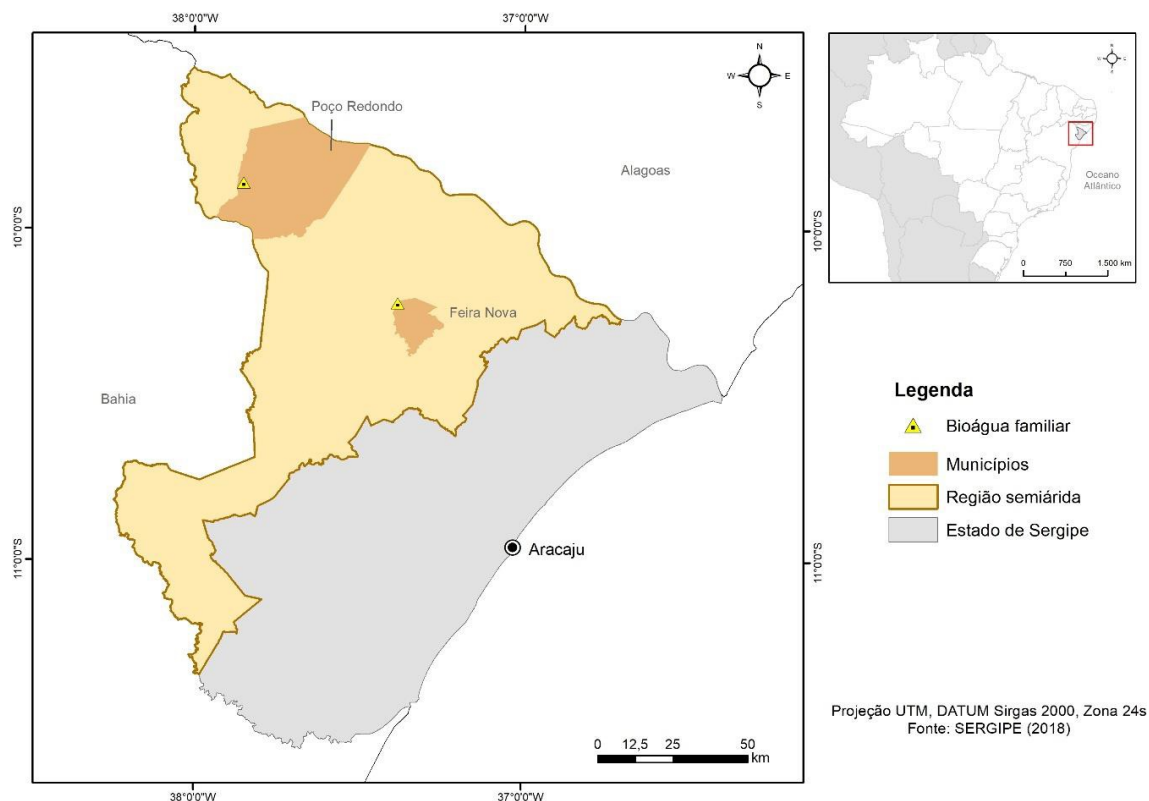 38°0'0"W
37°0'0"W
N
W E
S
Poço Redondo
Alagoas
10°0'0"S
10°0'0"S
Feira Nova
Bahia
11°0'0"S
11°0'0"S
Aracaju
0 12,5 25 50
km
38°0'0"W
37°0'0"W
N
W E
S
Oceano
Atlântico
0 750 1.500 km
Legenda
Bioágua familiar
Municípios
Região semiárida
Estado de Sergipe
Projeção UTM, DATUM Sirgas 2000, Zona 24s
Fonte: SERGIPE (2018)